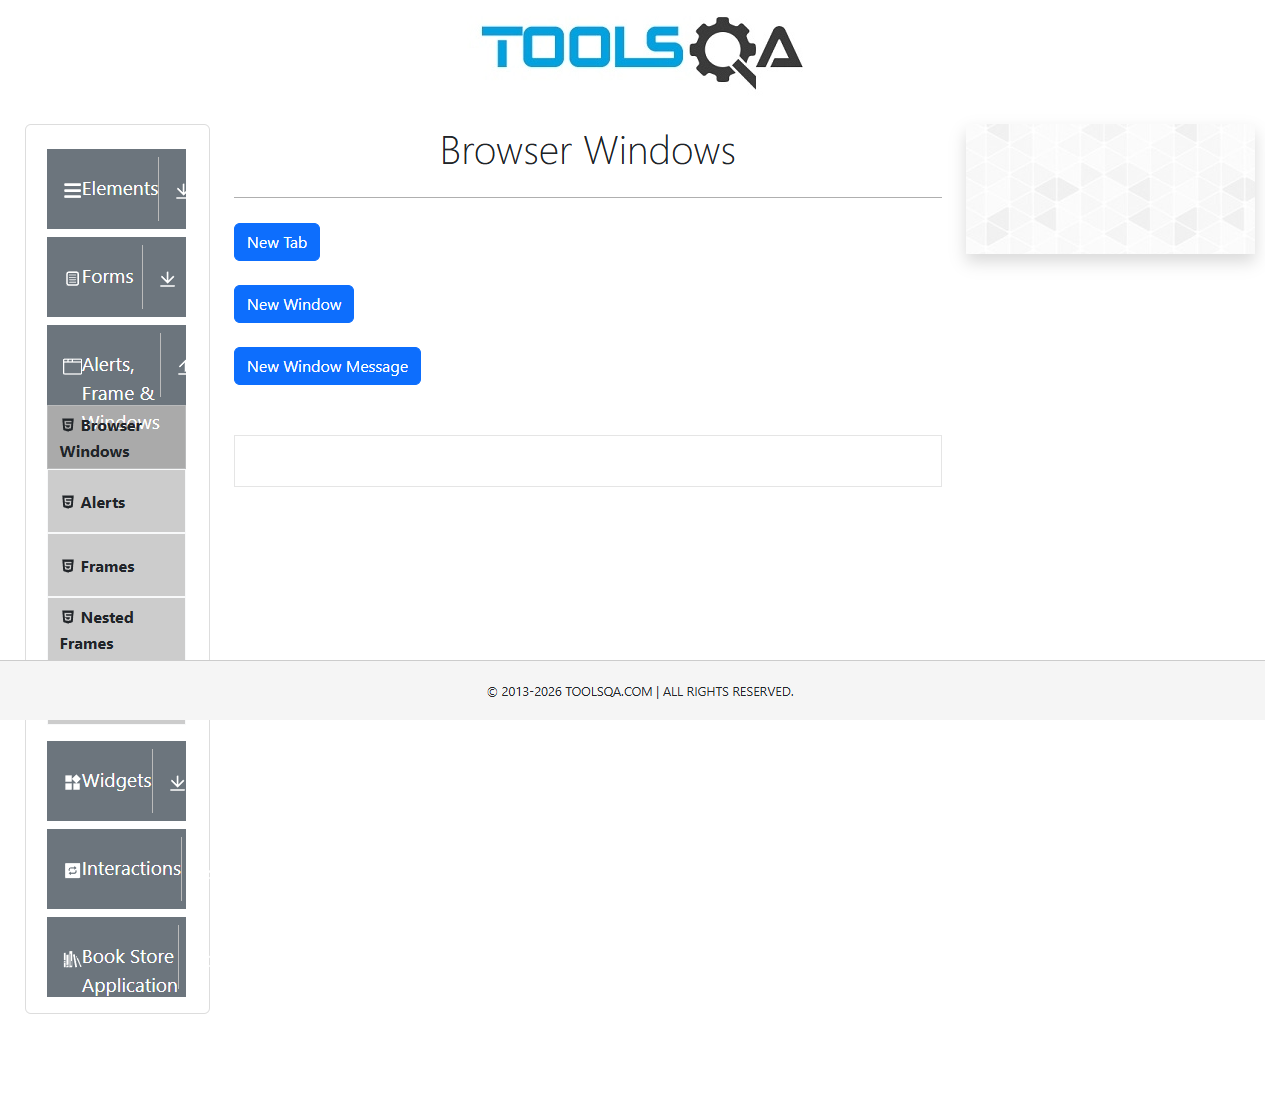 TOOLSQA
Elements
Forms
Alerts,
Frame &
Windows
Browser
Windows
Alerts
Frames
Nested
Frames
Widgets
Interactions
Book Store
Application
Browser Windows
New Tab
New Window
New Window Message
© 2013-2026 TOOLSQA.COM | ALL RIGHTS RESERVED.